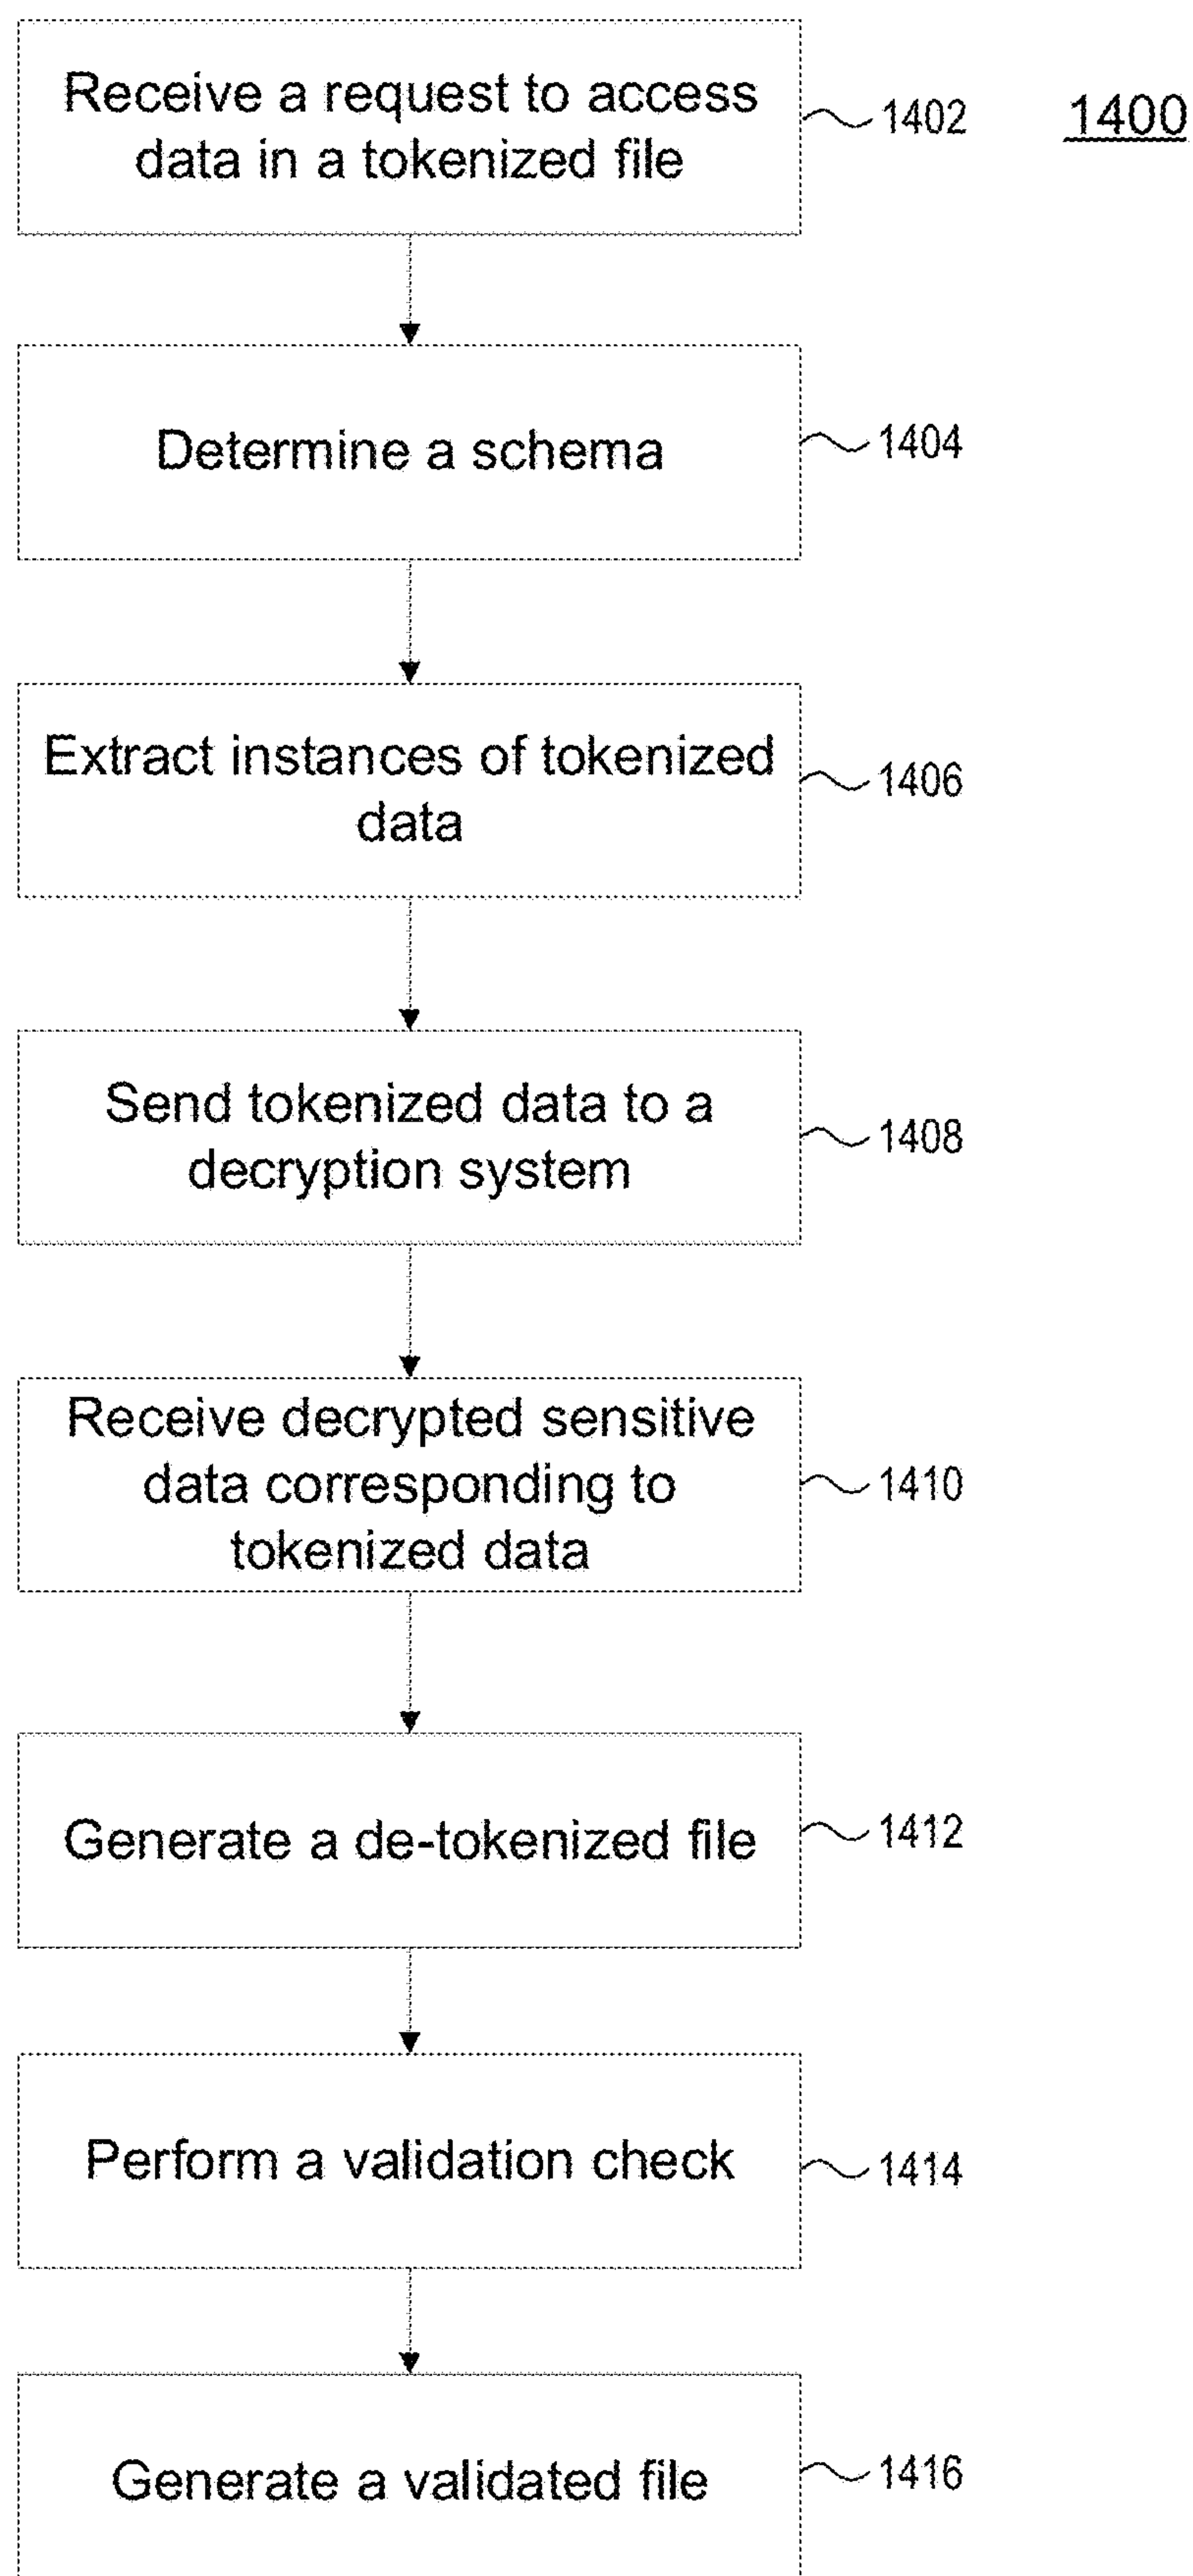 Receive a request to access
data in a tokenized file
1402
1400
Determine a schema
1404
Extract instances of tokenized
data
1406
Send tokenized data to a
decryption system
1408
Receive decrypted sensitive
data corresponding to
tokenized data
1410
Generate a de-tokenized file
1412
Perform a validation check
1414
Generate a validated file
1416